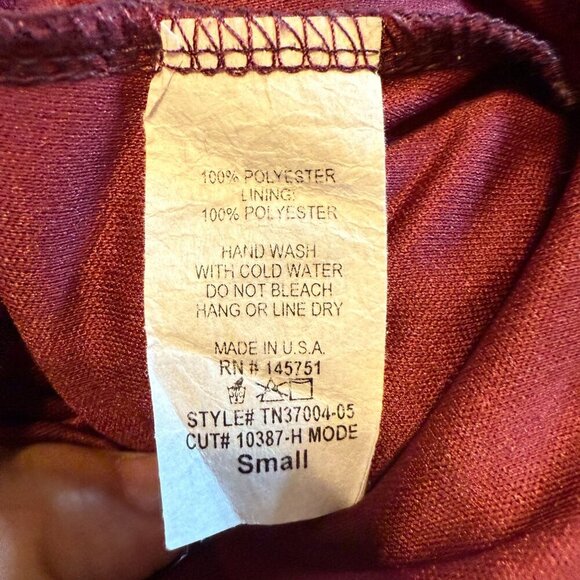 100% POLYESTER
LINING:
100% POLYESTER
HAND WASH
WITH COLD WATER
DO NOT BLEACH
HANG OR LINE DRY
MADE IN U.S.A.
RN # 145751
STYLE# TN37004-05
CUT# 10387-H MODE
Small